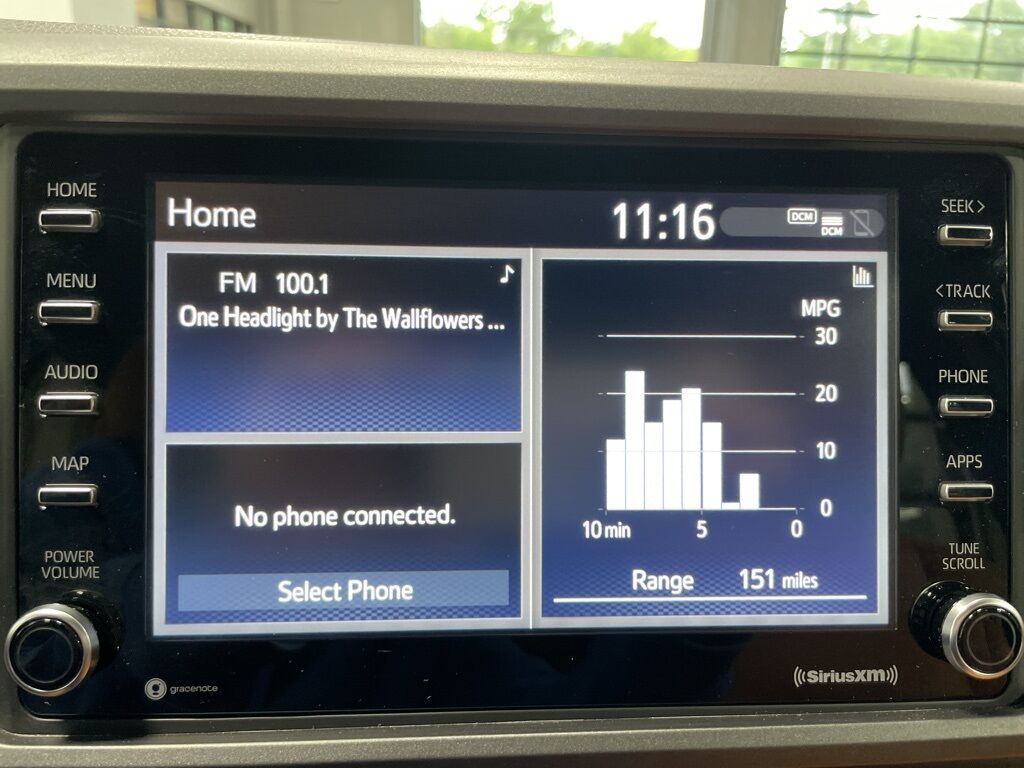 HOME
MENU
AUDIO
MAP
POWER
VOLUME
Home
11:16
DCM
DCM
FM 100.1
One Headlight by The Wallflowers ...
No phone connected.
Select Phone
MPG
30
20
10
0
10 min 5 0
Range 151 miles
SEEK>
<TRACK
PHONE
APPS
TUNE
SCROLL
g gracenote
((SiriusXM))